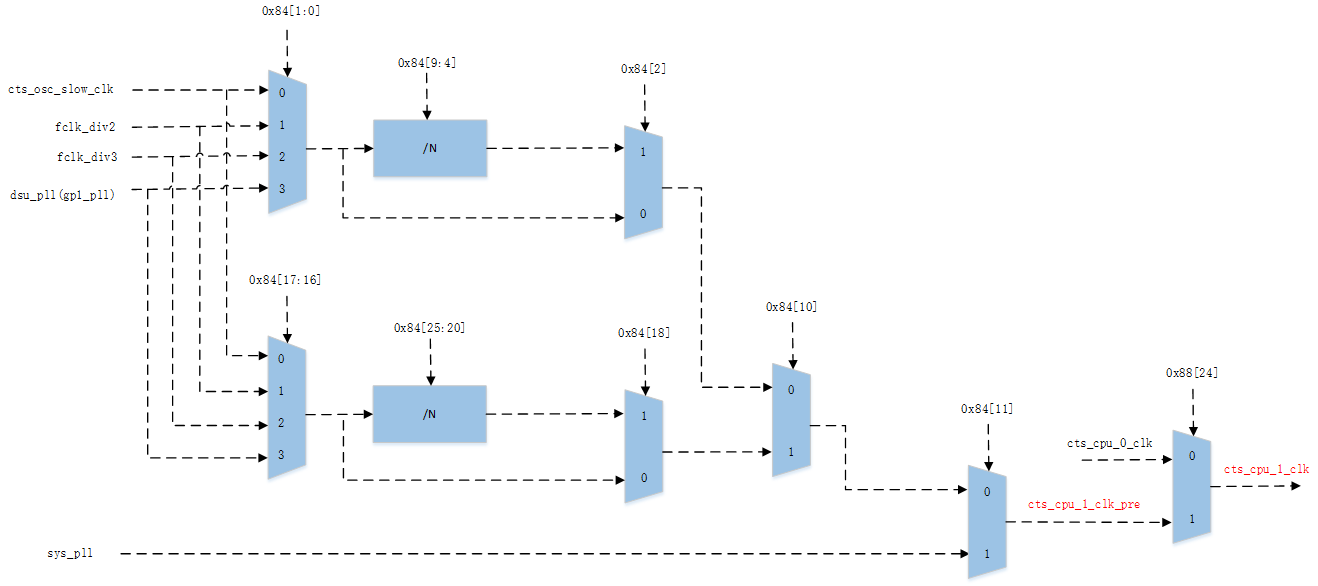 0x84[1:0]
0x84[9:4]
0x84[2]
cts_osc_slow_clk
0
fclk_div2
1
fclk_div3
2
dsu_pll(gp1_pll)
3
/N
1
0
0x84[17:16]
0x84[25:20]
0x84[18]
0x84[10]
0
1
2
3
/N
1
0
0
1
0x88[24]
0x84[11]
cts_cpu_0_clk
0
cts_cpu_1_clk
0
cts_cpu_1_clk_pre
1
sys_pll
1